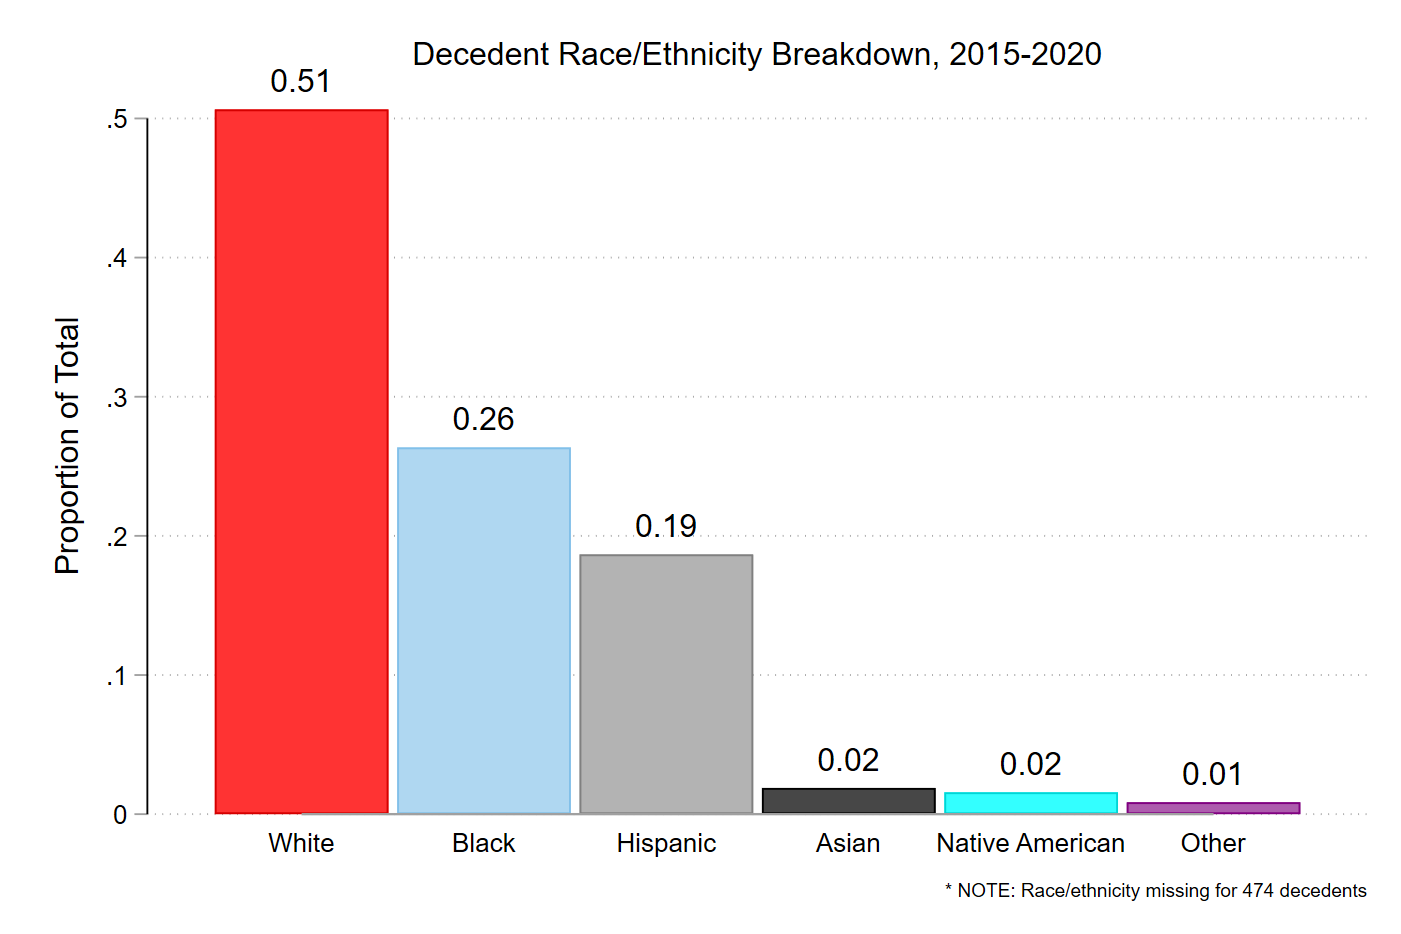 Decedent Race/Ethnicity Breakdown, 2015-2020
Proportion of Total
.5
.4
.3
.2
.1
0
0.51
0.26
0.19
0.02
0.02
0.01
White
Black
Hispanic
Asian
Native American
Other
* NOTE: Race/ethnicity missing for 474 decedents